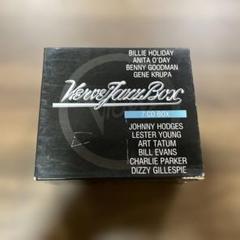 BILLIE HOLIDAY
ANITA O'DAY
BENNY GOODMAN
GENE KRUPA
Verve Jazz Box
7 CD BOX
JOHNNY HODGES
LESTER YOUNG
ART TATUM
BILL EVANS
CHARLIE PARKER
DIZZY GILLESPIE